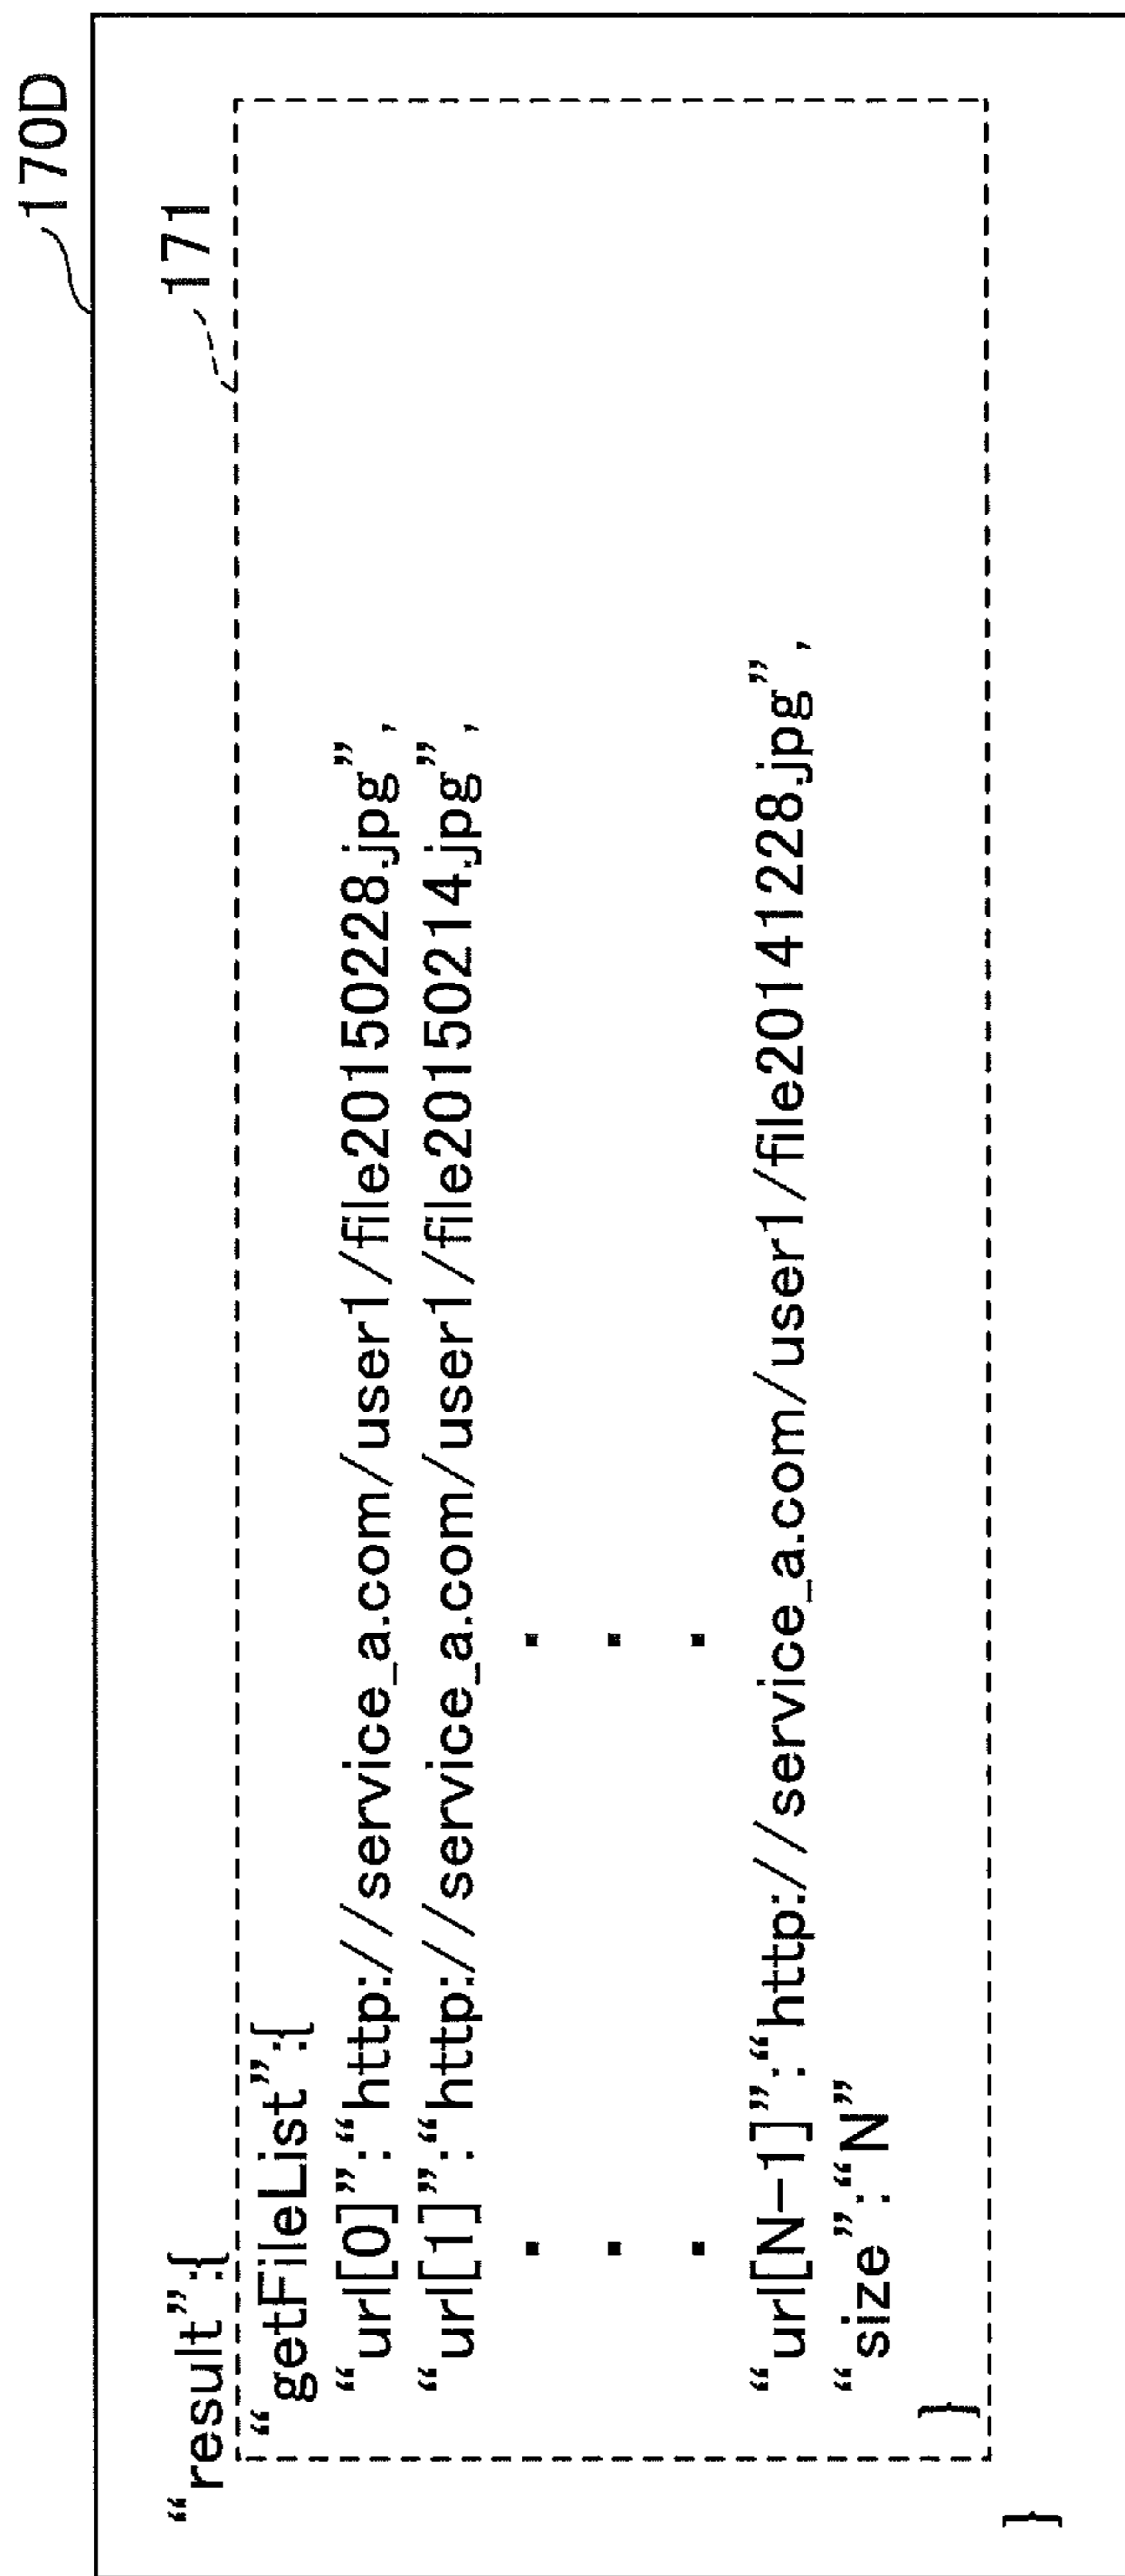 170D
171
“result”:{
“getFileList”:{
“url[0]”:“http://service_a.com/user1/file20150228.jpg”,
“url[1]”:“http://service_a.com/user1/file20150214.jpg”,
“url[N-1]”:“http://service_a.com/user1/file20141228.jpg”,
“size”:“N”
}
}